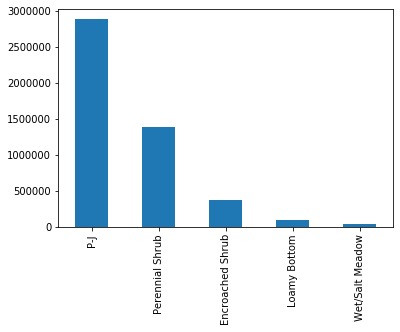 3000000
2500000
2000000
1500000
1000000
500000
0
P-J
Perennial Shrub
Encroached Shrub
Loamy Bottom
Wet/Salt Meadow